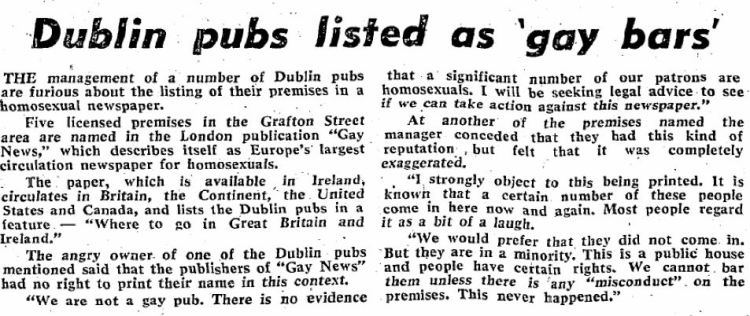 Dublin pubs listed as 'gay bars'
THE management of a number of Dublin pubs
are furious about the listing of their premises in a
homosexual newspaper.
Five licensed premises in the Grafton Street
area are named in the London publication "Gay
News," which describes itself as Europe's largest
circulation newspaper for homosexuals.
The paper, which is available in Ireland,
circulates in Britain, the Continent, the United
States and Canada, and lists the Dublin pubs in a
feature — "Where to go in Great Britain and
Ireland."
The angry owner of one of the Dublin pubs
mentioned said that the publishers of "Gay News"
had no right to print their name in this context.
"We are not a gay pub. There is no evidence
that a significant number of our patrons are
homosexuals. I will be seeking legal advice to see
if we can take action against this newspaper."
At another of the premises named the
manager conceded that they had this kind of
reputation but felt that it was completely
exaggerated.
"I strongly object to this being printed. It is
known that a certain number of these people
come in here now and again. Most people regard
it as a bit of a laugh.
"We would prefer that they did not come in.
But they are in a minority. This is a public house
and people have certain rights. We cannot bar
them unless there is any "misconduct" on the
premises. This never happened."